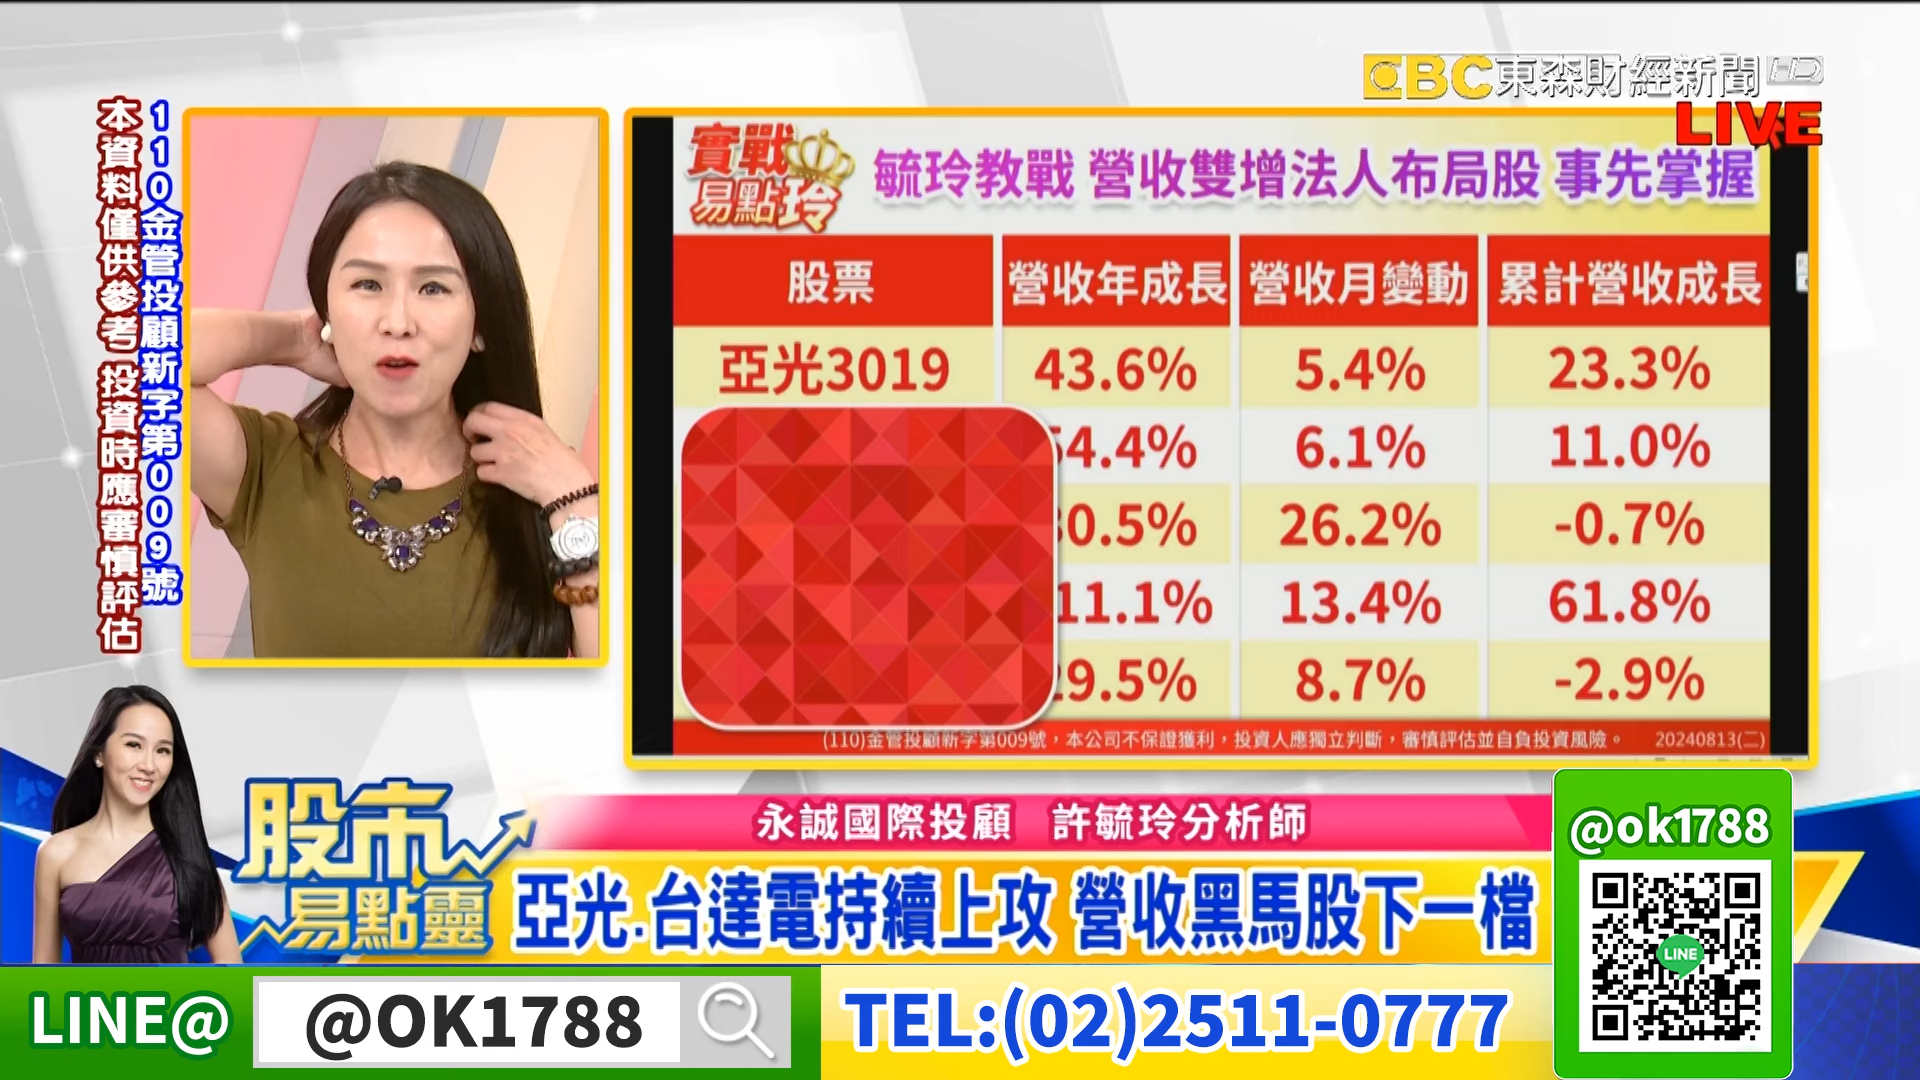 EBC東森財經新聞HD
LIVE
110金管投顧新字第009號
本資料僅供參考 投資時應審慎評估
實戰
易點玲
毓玲教戰 營收雙增法人布局股 事先掌握
股票 營收年成長 營收月變動 累計營收成長
亞光3019 43.6% 5.4% 23.3%
4.4% 6.1% 11.0%
0.5% 26.2% -0.7%
11.1% 13.4% 61.8%
9.5% 8.7% -2.9%
(110)金管投顧新字第009號，本公司不保證獲利，投資人應獨立判斷，審慎評估並自負投資風險。 20240813(二)
股市
易點靈
永誠國際投顧 許毓玲分析師
亞光.台達電持續上攻 營收黑馬股下一檔
@ok1788
LINE
LINE@ @OK1788
TEL:(02)2511-0777